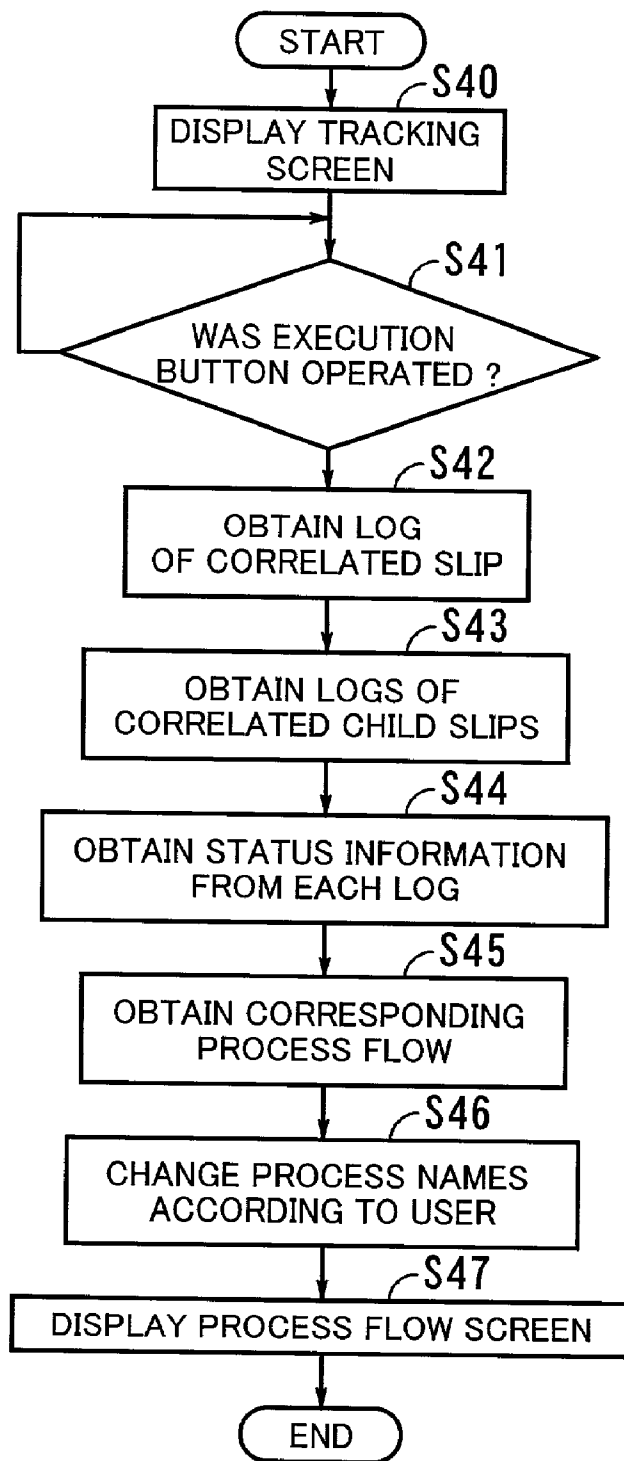 START
S40
DISPLAY TRACKING
SCREEN
S41
WAS EXECUTION
BUTTON OPERATED ?
S42
OBTAIN LOG
OF CORRELATED SLIP
S43
OBTAIN LOGS OF
CORRELATED CHILD SLIPS
S44
OBTAIN STATUS INFORMATION
FROM EACH LOG
S45
OBTAIN CORRESPONDING
PROCESS FLOW
S46
CHANGE PROCESS NAMES
ACCORDING TO USER
S47
DISPLAY PROCESS FLOW SCREEN
END